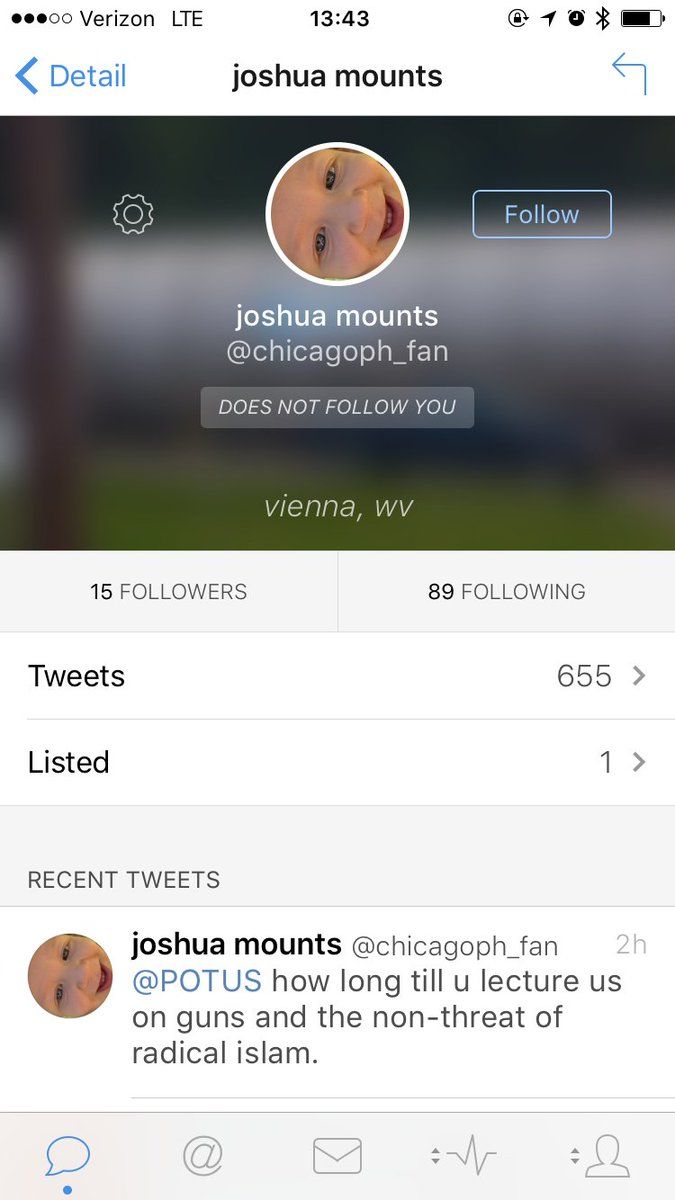 Verizon LTE 13:43
Detail joshua mounts
Follow
joshua mounts
@chicagoph_fan
DOES NOT FOLLOW YOU
vienna, wv
15 FOLLOWERS 89 FOLLOWING
Tweets 655
Listed 1
RECENT TWEETS
joshua mounts @chicagoph_fan 2h
@POTUS how long till u lecture us
on guns and the non-threat of
radical islam.